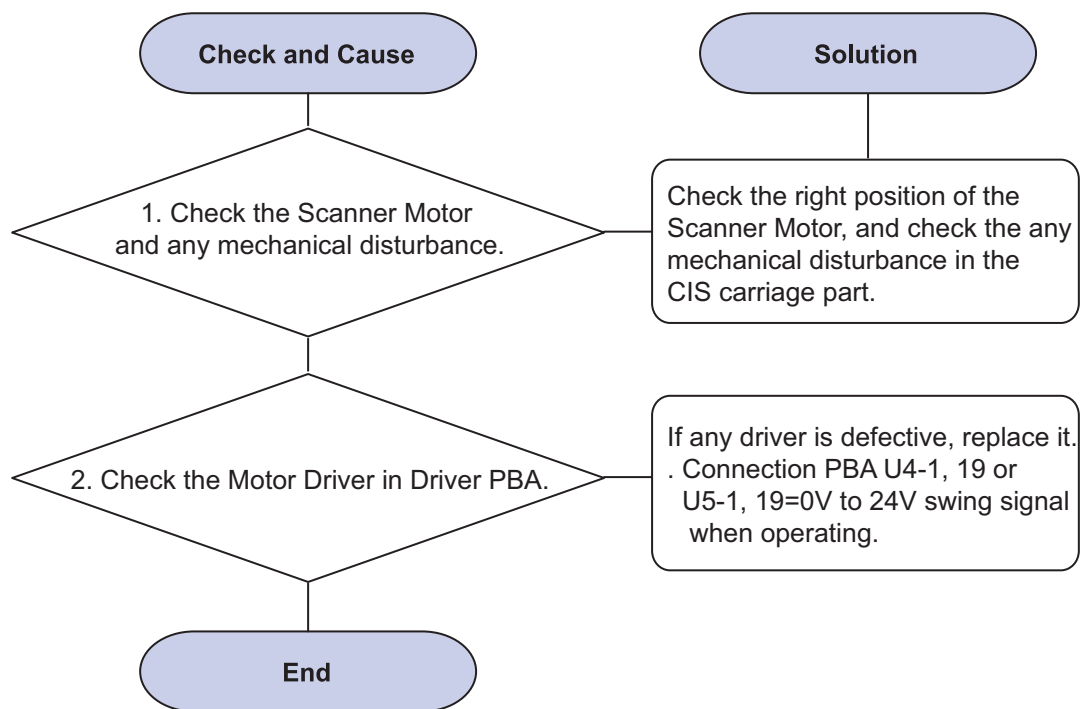 Check and Cause
Solution
1. Check the Scanner Motor
and any mechanical disturbance.
Check the right position of the
Scanner Motor, and check the any
mechanical disturbance in the
CIS carriage part.
2. Check the Motor Driver in Driver PBA.
If any driver is defective, replace it.
. Connection PBA U4-1, 19 or
U5-1, 19=0V to 24V swing signal
when operating.
End